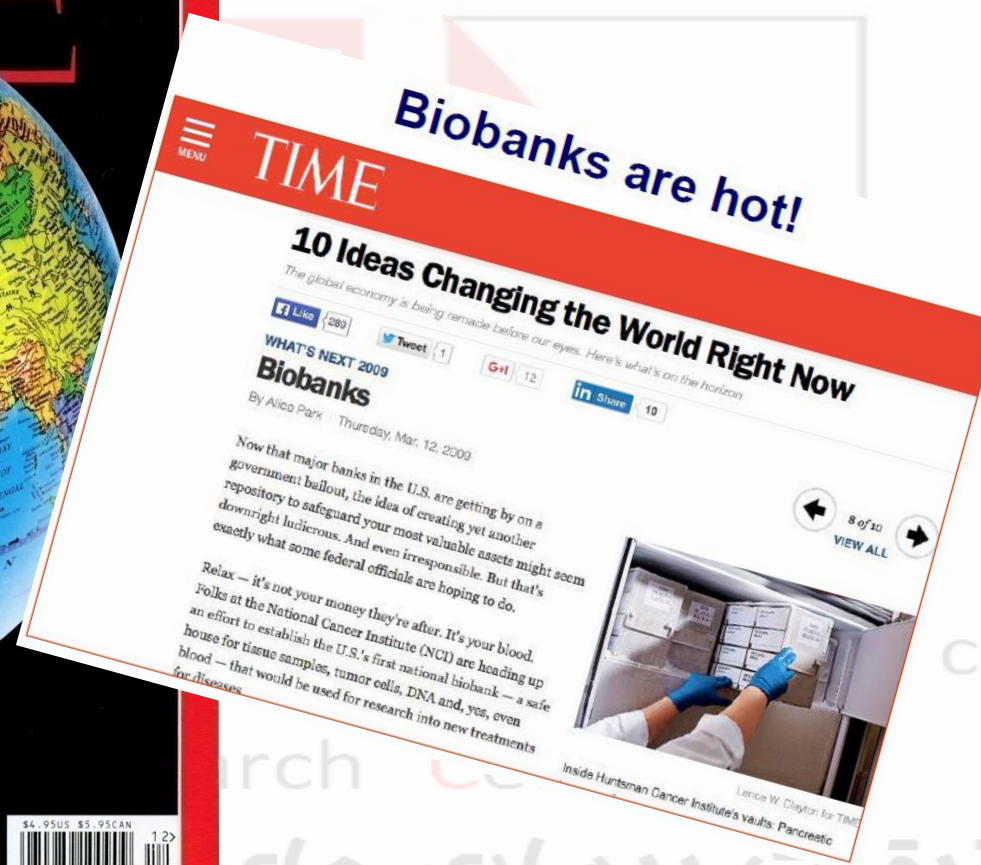 Biobanks are hot!
MENU
TIME
10 Ideas Changing the World Right Now
The global economy is being remade before our eyes. Here's what's on the horizon
Like 280
Tweet 1
G+1 12
in Share 10
WHAT'S NEXT 2009
Biobanks
By Alice Park Thursday, Mar. 12, 2009
Now that major banks in the U.S. are getting by on a
government bailout, the idea of creating yet another
repository to safeguard your most valuable assets might seem
downright ludicrous. And even irresponsible. But that's
exactly what some federal officials are hoping to do.
Relax — it's not your money they're after. It's your blood.
Folks at the National Cancer Institute (NCI) are heading up
an effort to establish the U.S.'s first national biobank — a safe
house for tissue samples, tumor cells, DNA and, yes, even
blood — that would be used for research into new treatments
for diseases
8 of 10
VIEW ALL
Lance W. Clayton for TIME
Inside Huntsman Cancer Institute's vaults: Pancreatic
$4.95US $5.95CAN
12>